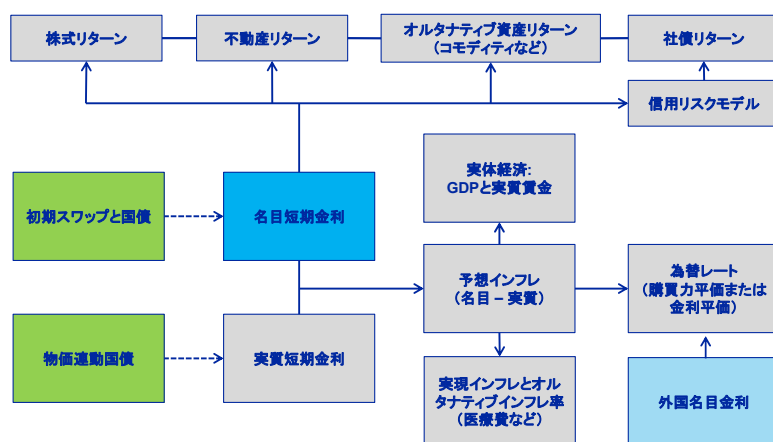 株式リターン
不動産リターン
オルタナティブ資産リターン
（コモディティなど）
社債リターン
信用リスクモデル
実体経済:
GDPと実質賃金
初期スワップと国債
名目短期金利
予想インフレ
（名目 – 実質）
為替レート
（購買力平価または
金利平価）
物価連動国債
実質短期金利
実現インフレとオル
タナティブインフレ率
（医療費など）
外国名目金利